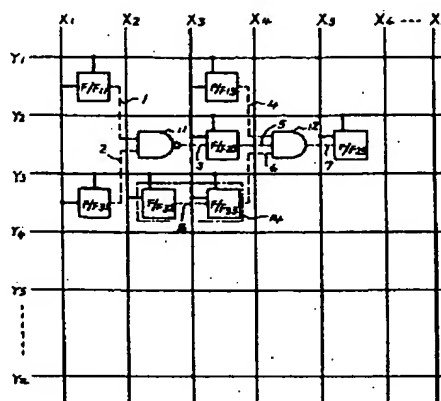 X1 X2 X3 X4 X5 X6 --- X
Y1
F/F11 1 F/F13 4
Y2
11 5 12
2 3 F/F23 6 7 F/F25
Y3
F/F31 F/F32 8 F/F33
Y4
Y5